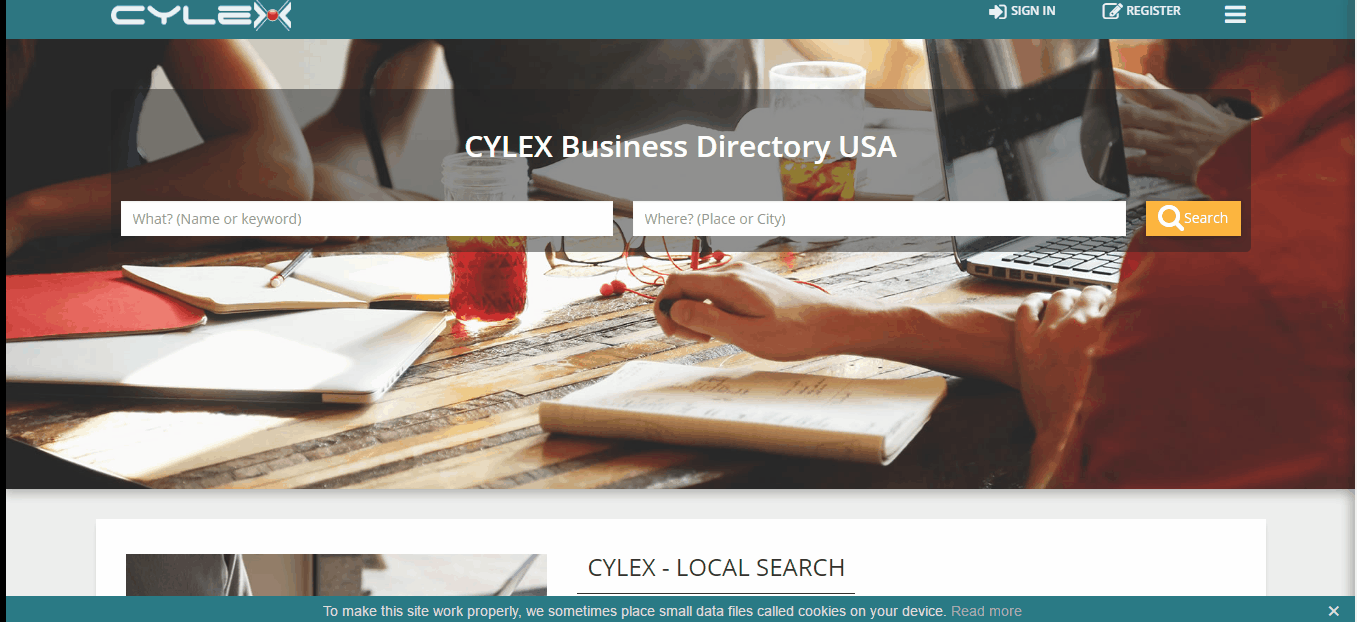 CYLEX
SIGN IN
REGISTER
CYLEX Business Directory USA
What? (Name or keyword)
Where? (Place or City)
Search
CYLEX - LOCAL SEARCH
To make this site work properly, we sometimes place small data files called cookies on your device. Read more